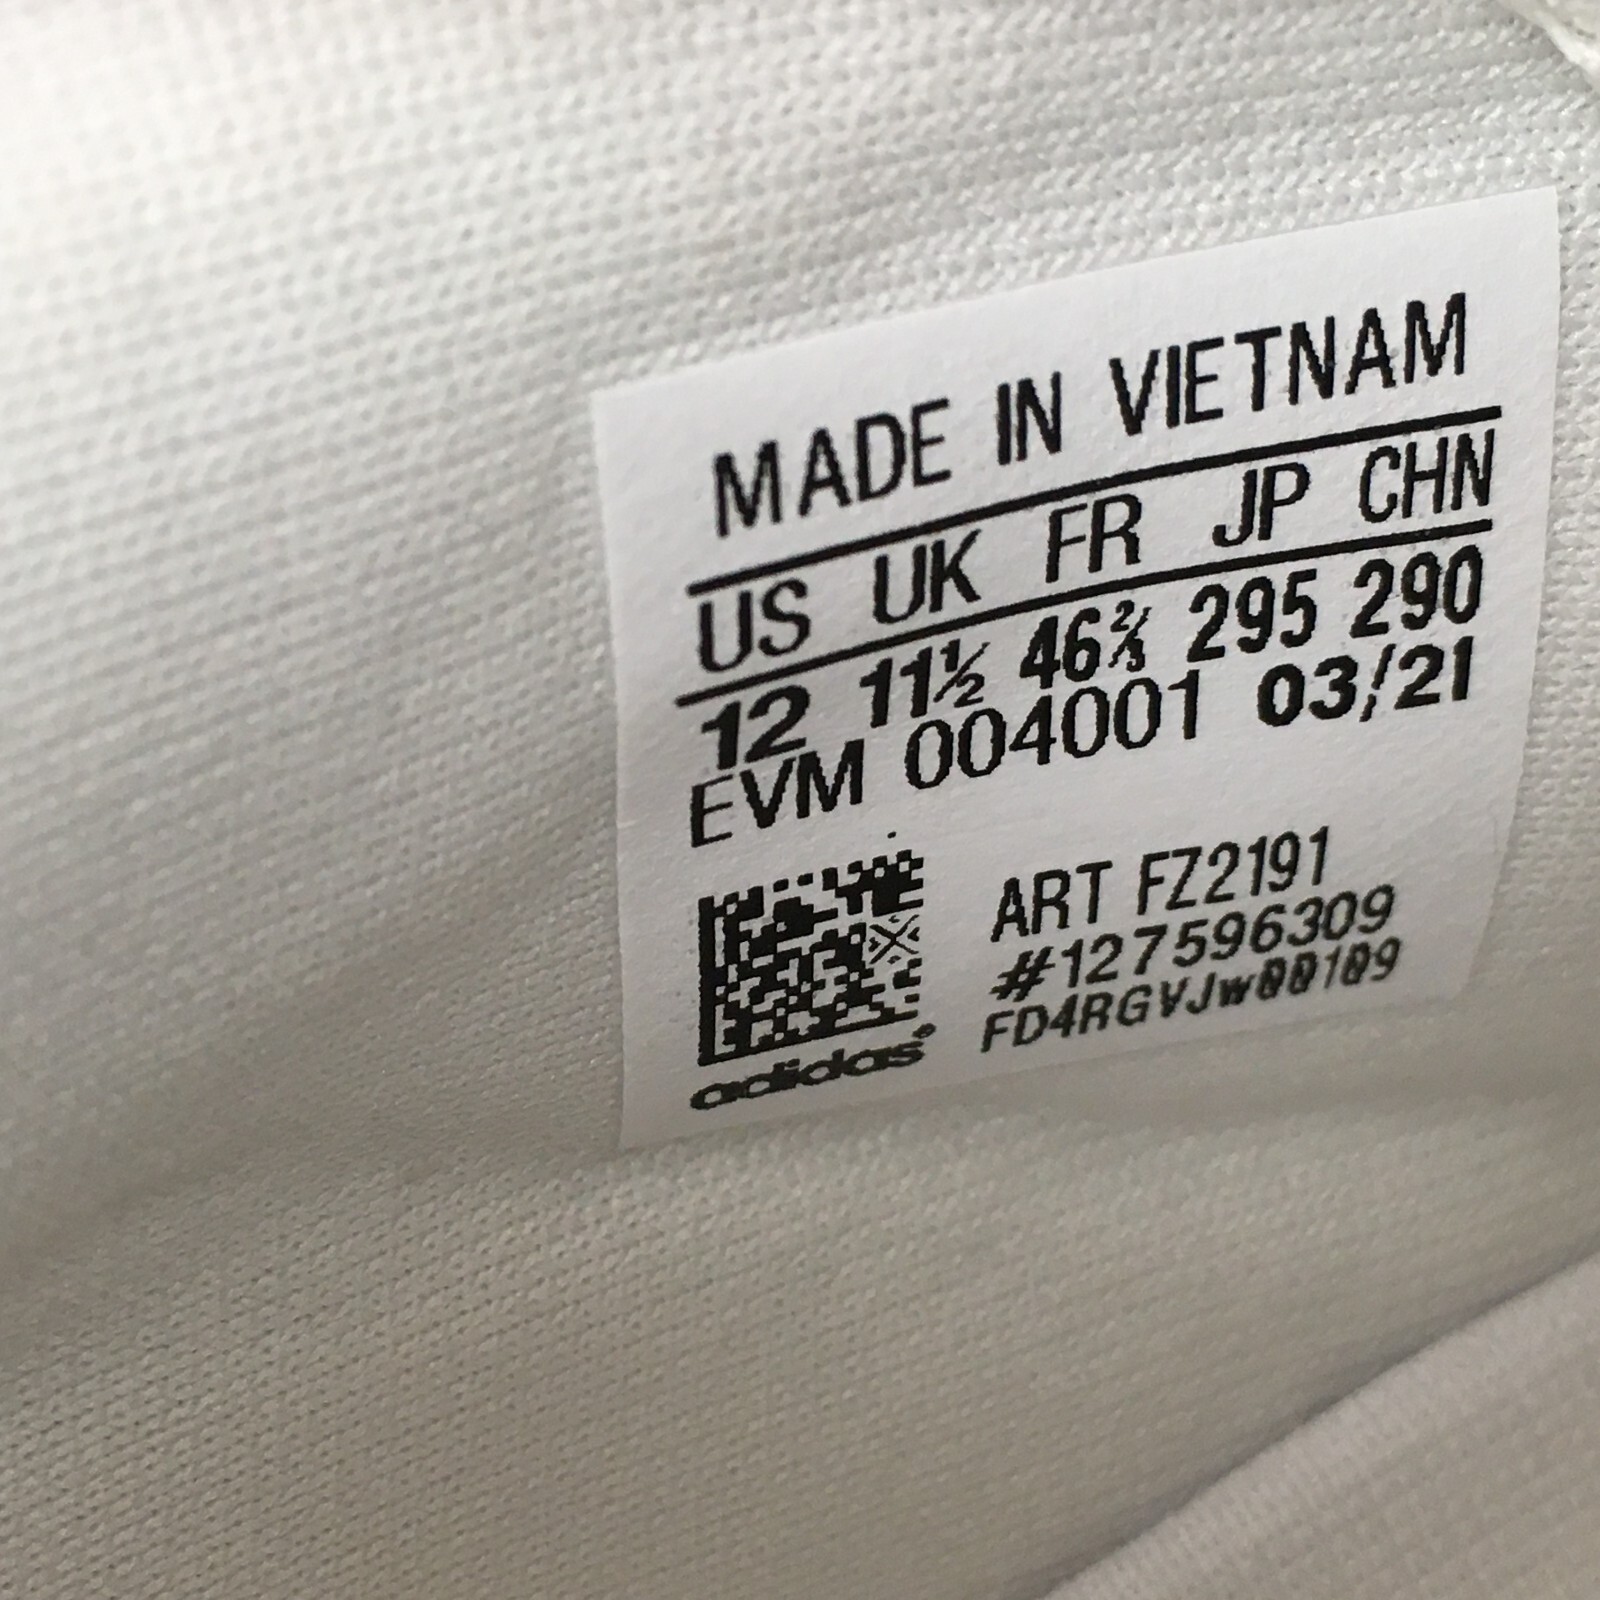 MADE IN VIETNAM
US UK FR JP CHN
12 11½ 46⅔ 295 290
EVM 004001 03/21
ART FZ2191
#127596309
FD4RGVJw00109
adidas®